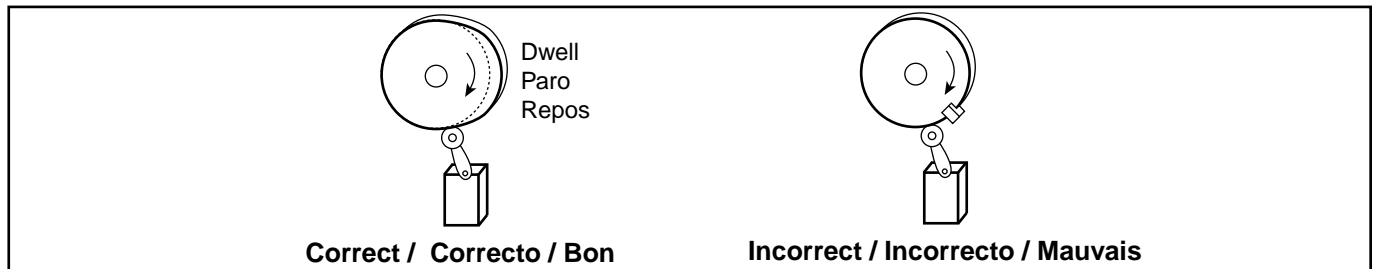 Dwell
Paro
Repos
Correct / Correcto / Bon
Incorrect / Incorrecto / Mauvais